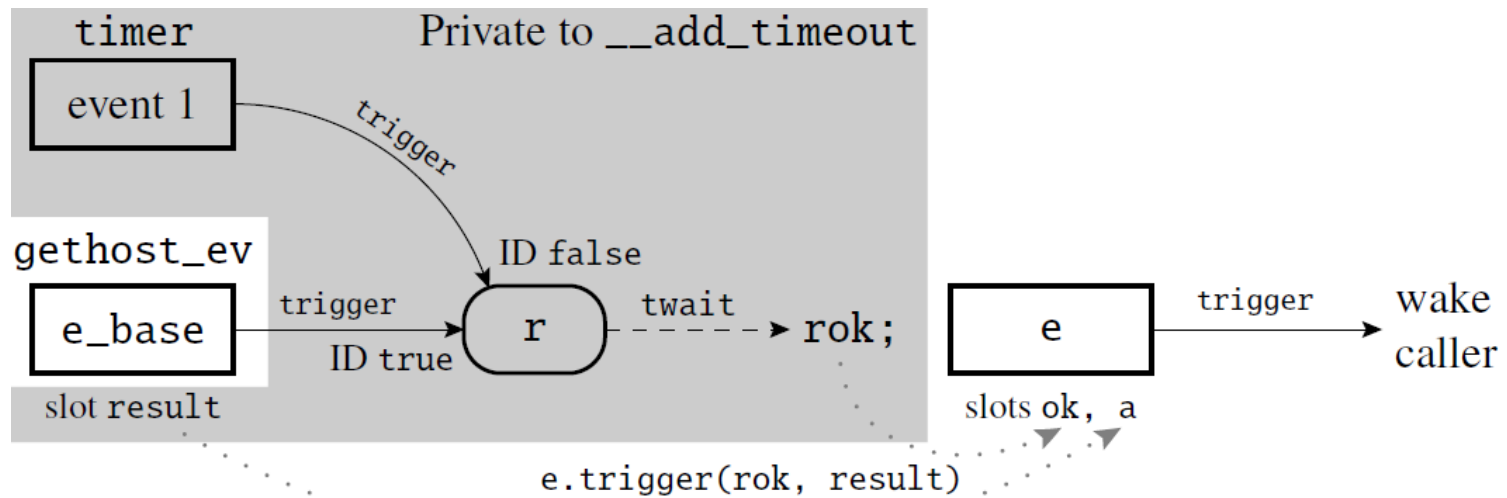 timer
Private to __add_timeout
event 1
trigger
gethost_ev
ID false
e_base
trigger
ID true
r
twait
rok;
e
trigger
wake
caller
slot result
slots ok, a
e.trigger(rok, result)